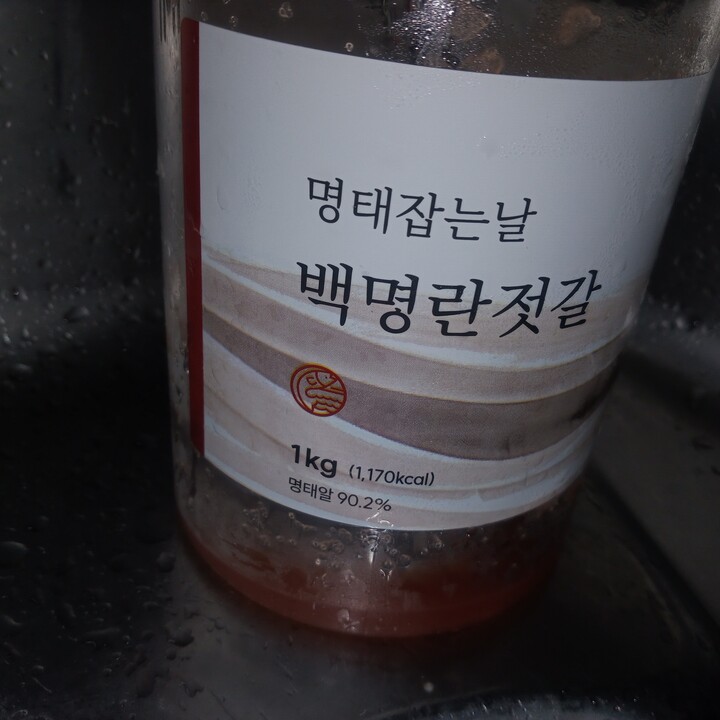 명태잡는날
백명란젓갈
1kg (1,170kcal)
명태알 90.2%